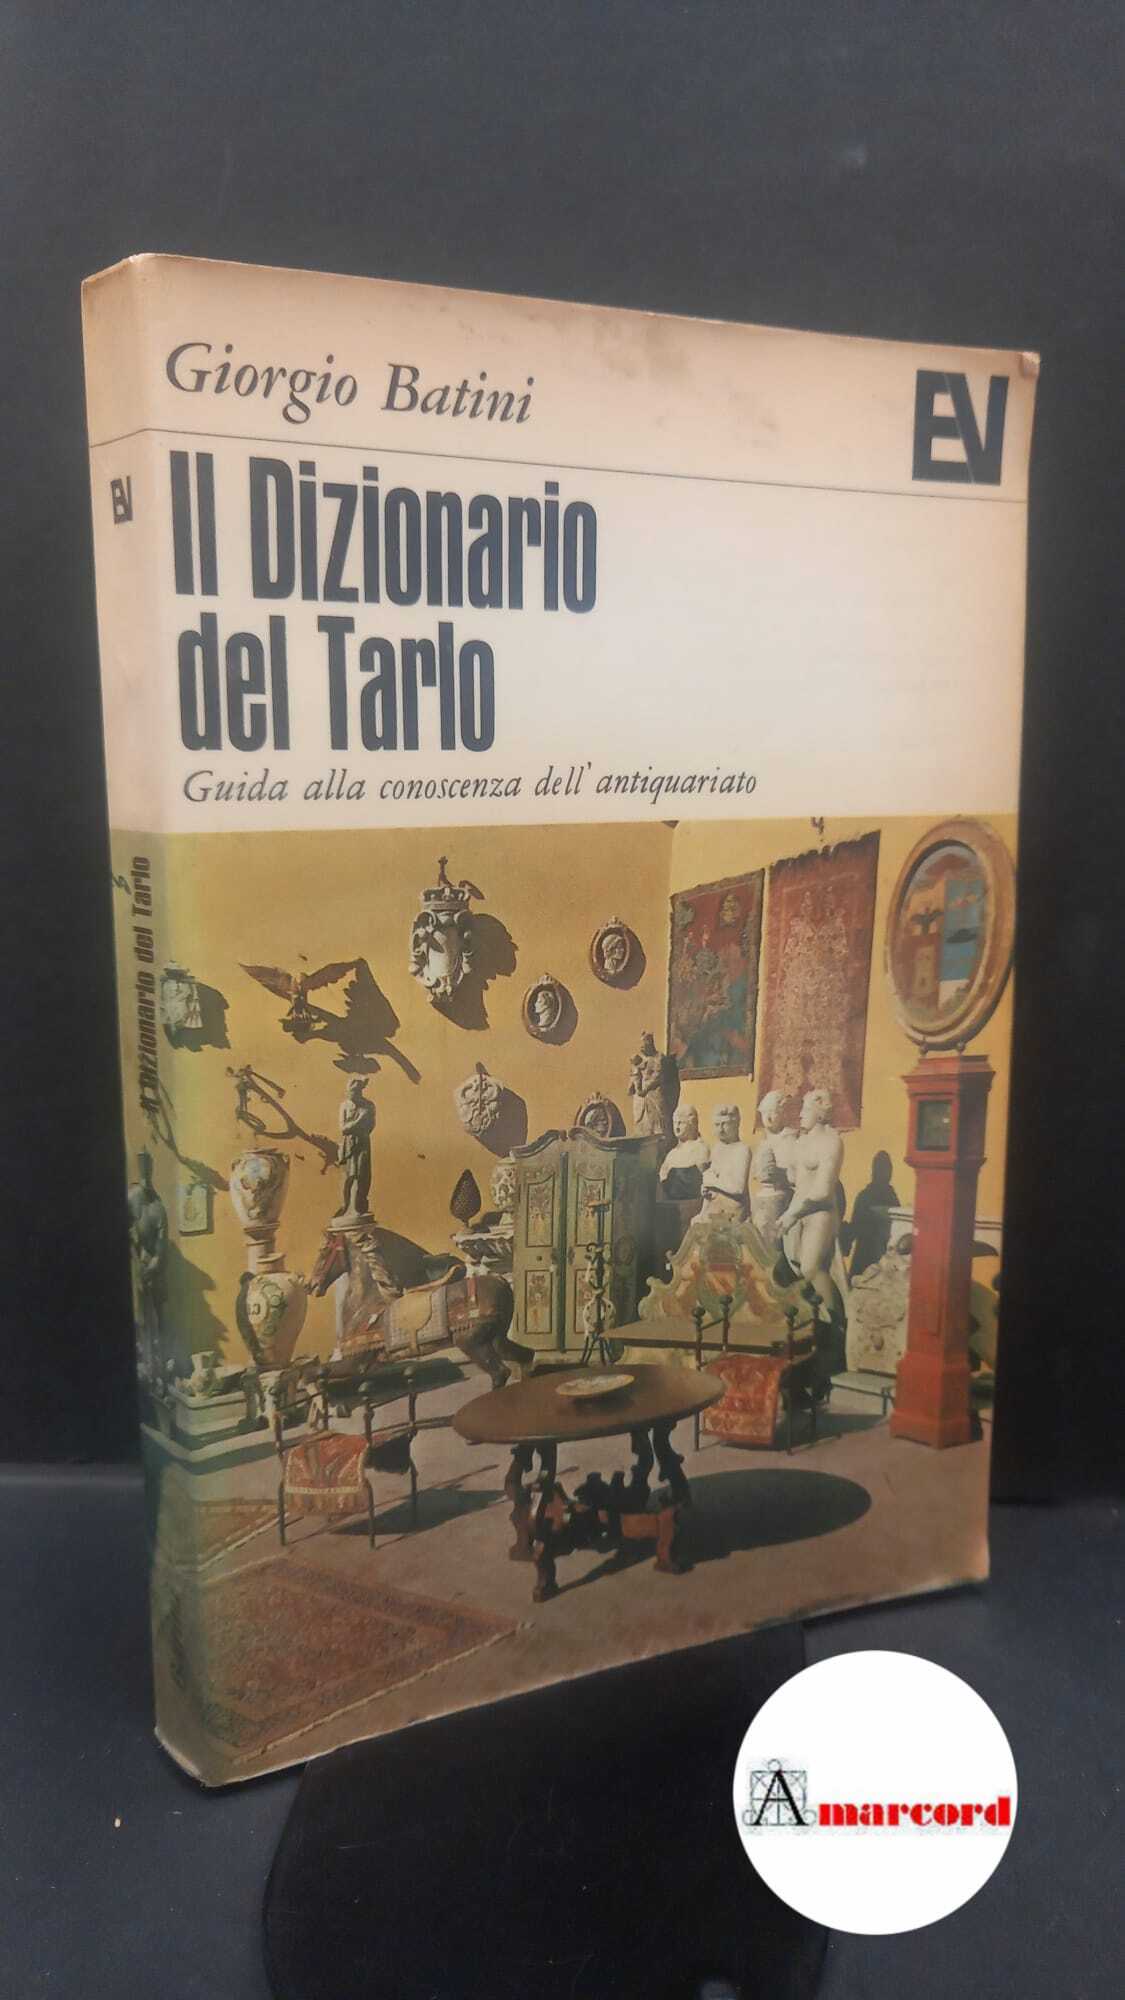 Giorgio Batini
EV
Il Dizionario
del Tarlo
Guida alla conoscenza dell'antiquariato
EV
Il Dizionario del Tarlo
Amarcord